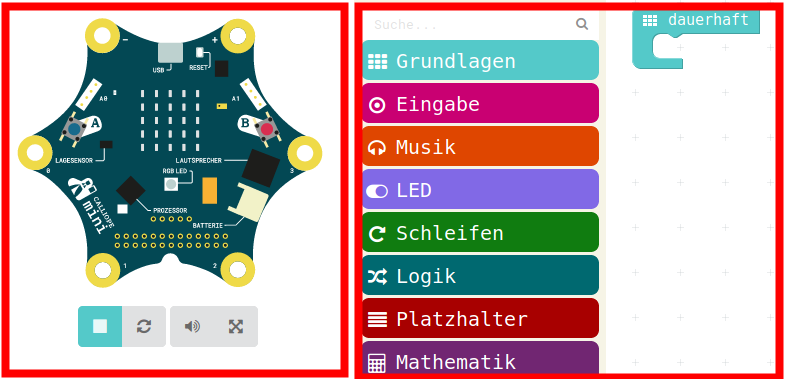 − +
USB
RESET
A0
A1
A
B
LAGESENSOR
LAUTSPRECHER
0
3
RGB LED
CALLIOPE
mini
PROZESSOR
BATTERIE
1
2
Suche...
Grundlagen
Eingabe
Musik
LED
Schleifen
Logik
Platzhalter
Mathematik
dauerhaft